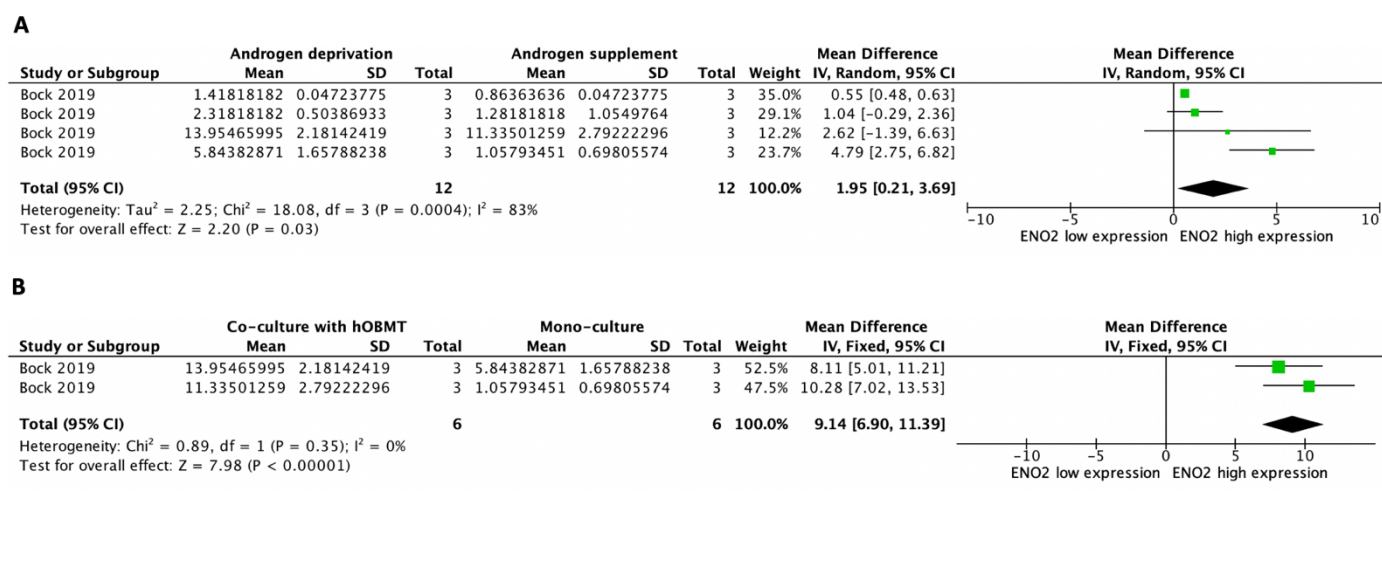 A
Androgen deprivation Androgen supplement Mean Difference Mean Difference
Study or Subgroup Mean SD Total Mean SD Total Weight IV, Random, 95% CI IV, Random, 95% CI
Bock 2019 1.41818182 0.04723775 3 0.86363636 0.04723775 3 35.0% 0.55 [0.48, 0.63]
Bock 2019 2.31818182 0.50386933 3 1.28181818 1.0549764 3 29.1% 1.04 [−0.29, 2.36]
Bock 2019 13.95465995 2.18142419 3 11.33501259 2.79222296 3 12.2% 2.62 [−1.39, 6.63]
Bock 2019 5.84382871 1.65788238 3 1.05793451 0.69805574 3 23.7% 4.79 [2.75, 6.82]
Total (95% CI) 12 12 100.0% 1.95 [0.21, 3.69]
Heterogeneity: Tau² = 2.25; Chi² = 18.08, df = 3 (P = 0.0004); I² = 83%
Test for overall effect: Z = 2.20 (P = 0.03)
−10 −5 0 5 10
ENO2 low expression ENO2 high expression
B
Co−culture with hOBMT Mono−culture Mean Difference Mean Difference
Study or Subgroup Mean SD Total Mean SD Total Weight IV, Fixed, 95% CI IV, Fixed, 95% CI
Bock 2019 13.95465995 2.18142419 3 5.84382871 1.65788238 3 52.5% 8.11 [5.01, 11.21]
Bock 2019 11.33501259 2.79222296 3 1.05793451 0.69805574 3 47.5% 10.28 [7.02, 13.53]
Total (95% CI) 6 6 100.0% 9.14 [6.90, 11.39]
Heterogeneity: Chi² = 0.89, df = 1 (P = 0.35); I² = 0%
Test for overall effect: Z = 7.98 (P < 0.00001)
−10 −5 0 5 10
ENO2 low expression ENO2 high expression